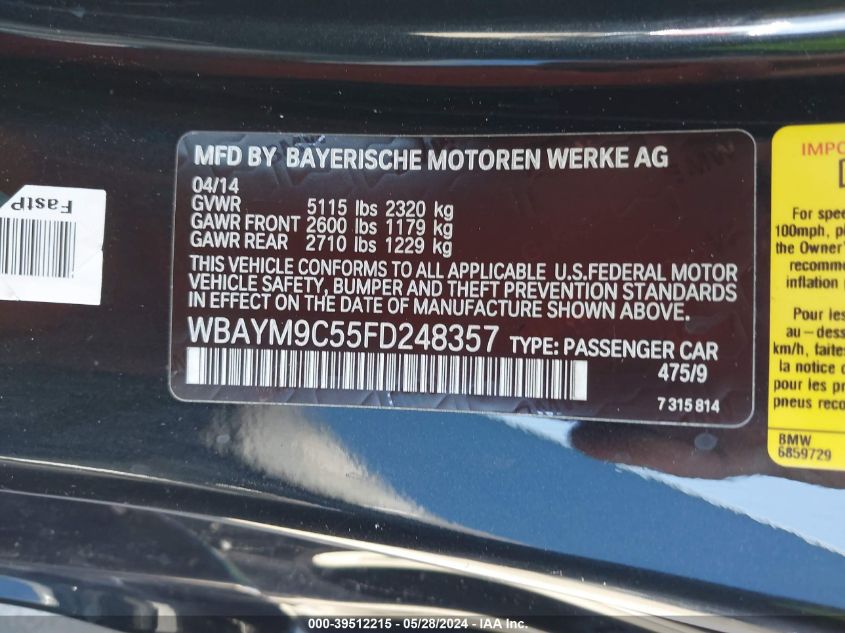 MFD BY BAYERISCHE MOTOREN WERKE AG
04/14
GVWR 5115 lbs 2320 kg
GAWR FRONT 2600 lbs 1179 kg
GAWR REAR 2710 lbs 1229 kg
THIS VEHICLE CONFORMS TO ALL APPLICABLE U.S.FEDERAL MOTOR
VEHICLE SAFETY, BUMPER AND THEFT PREVENTION STANDARDS
IN EFFECT ON THE DATE OF MANUFACTURE SHOWN ABOVE.
WBAYM9C55FD248357 TYPE: PASSENGER CAR
475/9
7 315 814
FastP
IMPO
For spee
100mph, pl
the Owner'
recomme
inflation
Pour les
au-dess
km/h, faite
la notice d
pour les pr
pneus reco
BMW
6859729
000-39512215 - 05/28/2024 - IAA Inc.